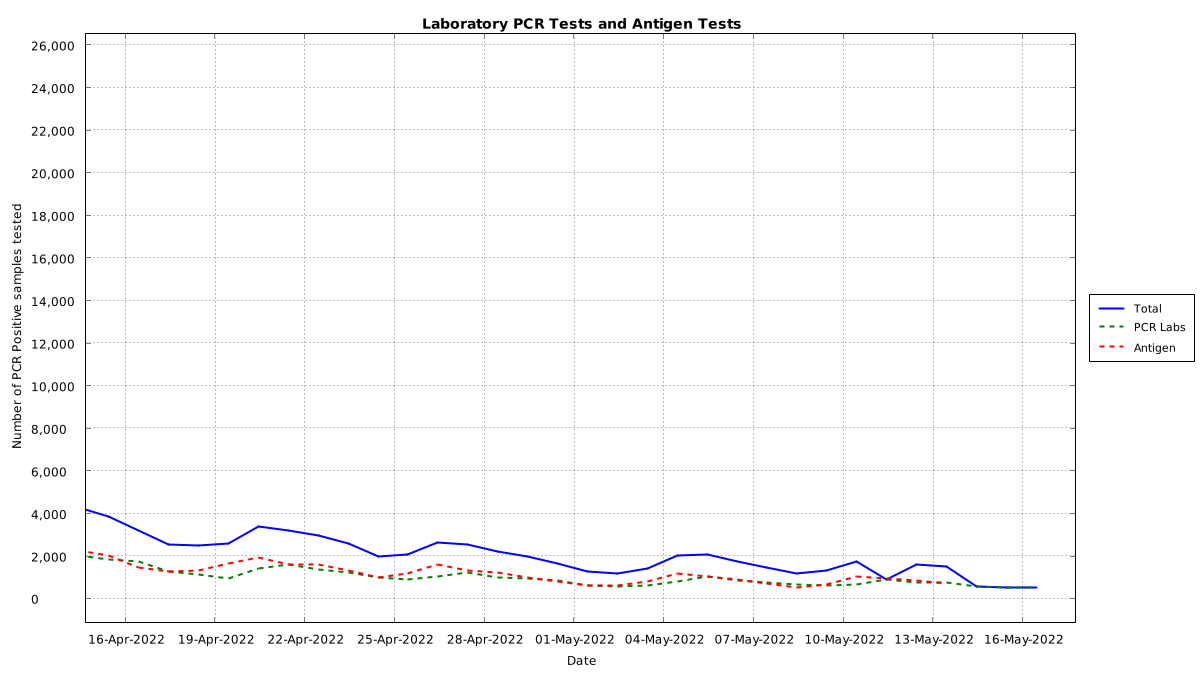 Laboratory PCR Tests and Antigen Tests
26,000
24,000
22,000
20,000
18,000
16,000
14,000
12,000
10,000
8,000
6,000
4,000
2,000
0
Number of PCR Positive samples tested
16-Apr-2022 19-Apr-2022 22-Apr-2022 25-Apr-2022 28-Apr-2022 01-May-2022 04-May-2022 07-May-2022 10-May-2022 13-May-2022 16-May-2022
Date
Total
PCR Labs
Antigen